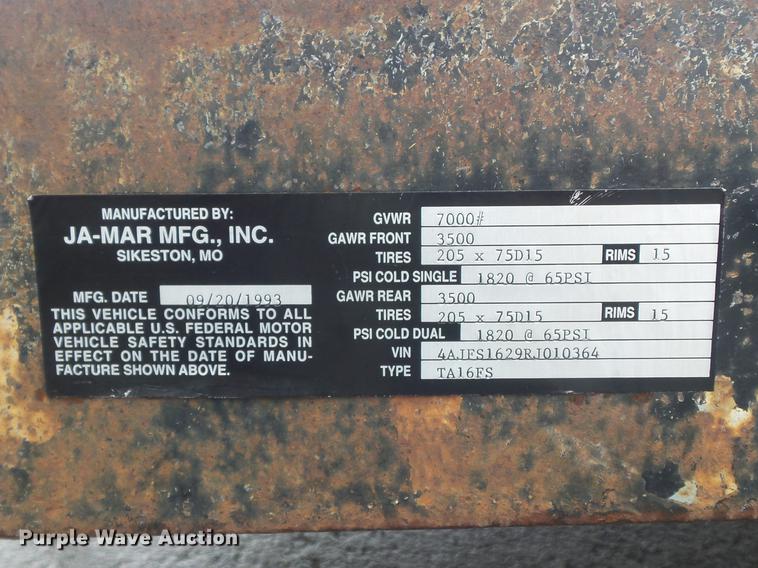 MANUFACTURED BY:
JA-MAR MFG., INC.
SIKESTON, MO
MFG. DATE 09/20/1993
THIS VEHICLE CONFORMS TO ALL
APPLICABLE U.S. FEDERAL MOTOR
VEHICLE SAFETY STANDARDS IN
EFFECT ON THE DATE OF MANU-
FACTURE SHOWN ABOVE.
GVWR 7000#
GAWR FRONT 3500
TIRES 205 x 75D15 RIMS 15
PSI COLD SINGLE 1820 @ 65PSI
GAWR REAR 3500
TIRES 205 x 75D15 RIMS 15
PSI COLD DUAL 1820 @ 65PSI
VIN 4AJFS1629RJ010364
TYPE TA16FS
Purple Wave Auction